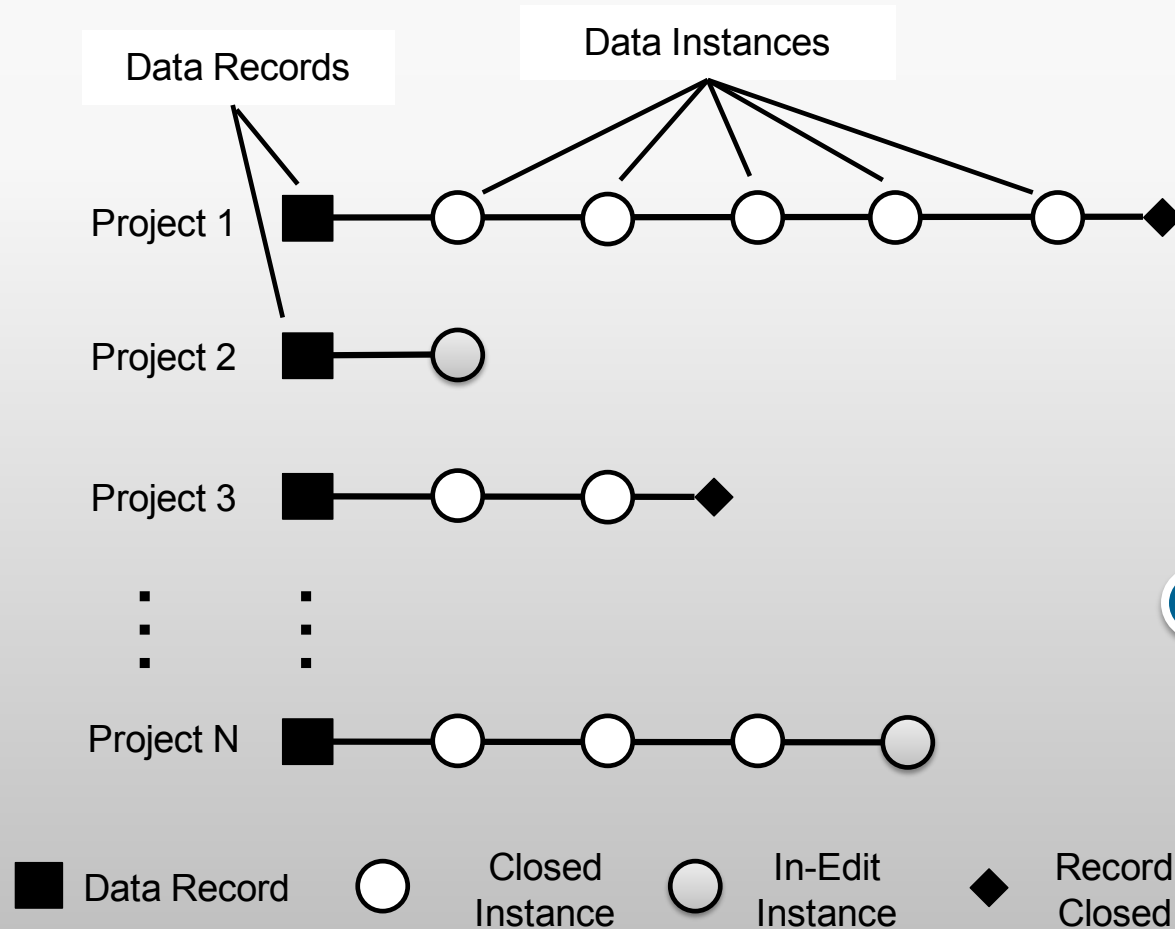 Data Records
Data Instances
Project 1
Project 2
Project 3
Project N
Data Record
Closed
Instance
In-Edit
Instance
Record
Closed